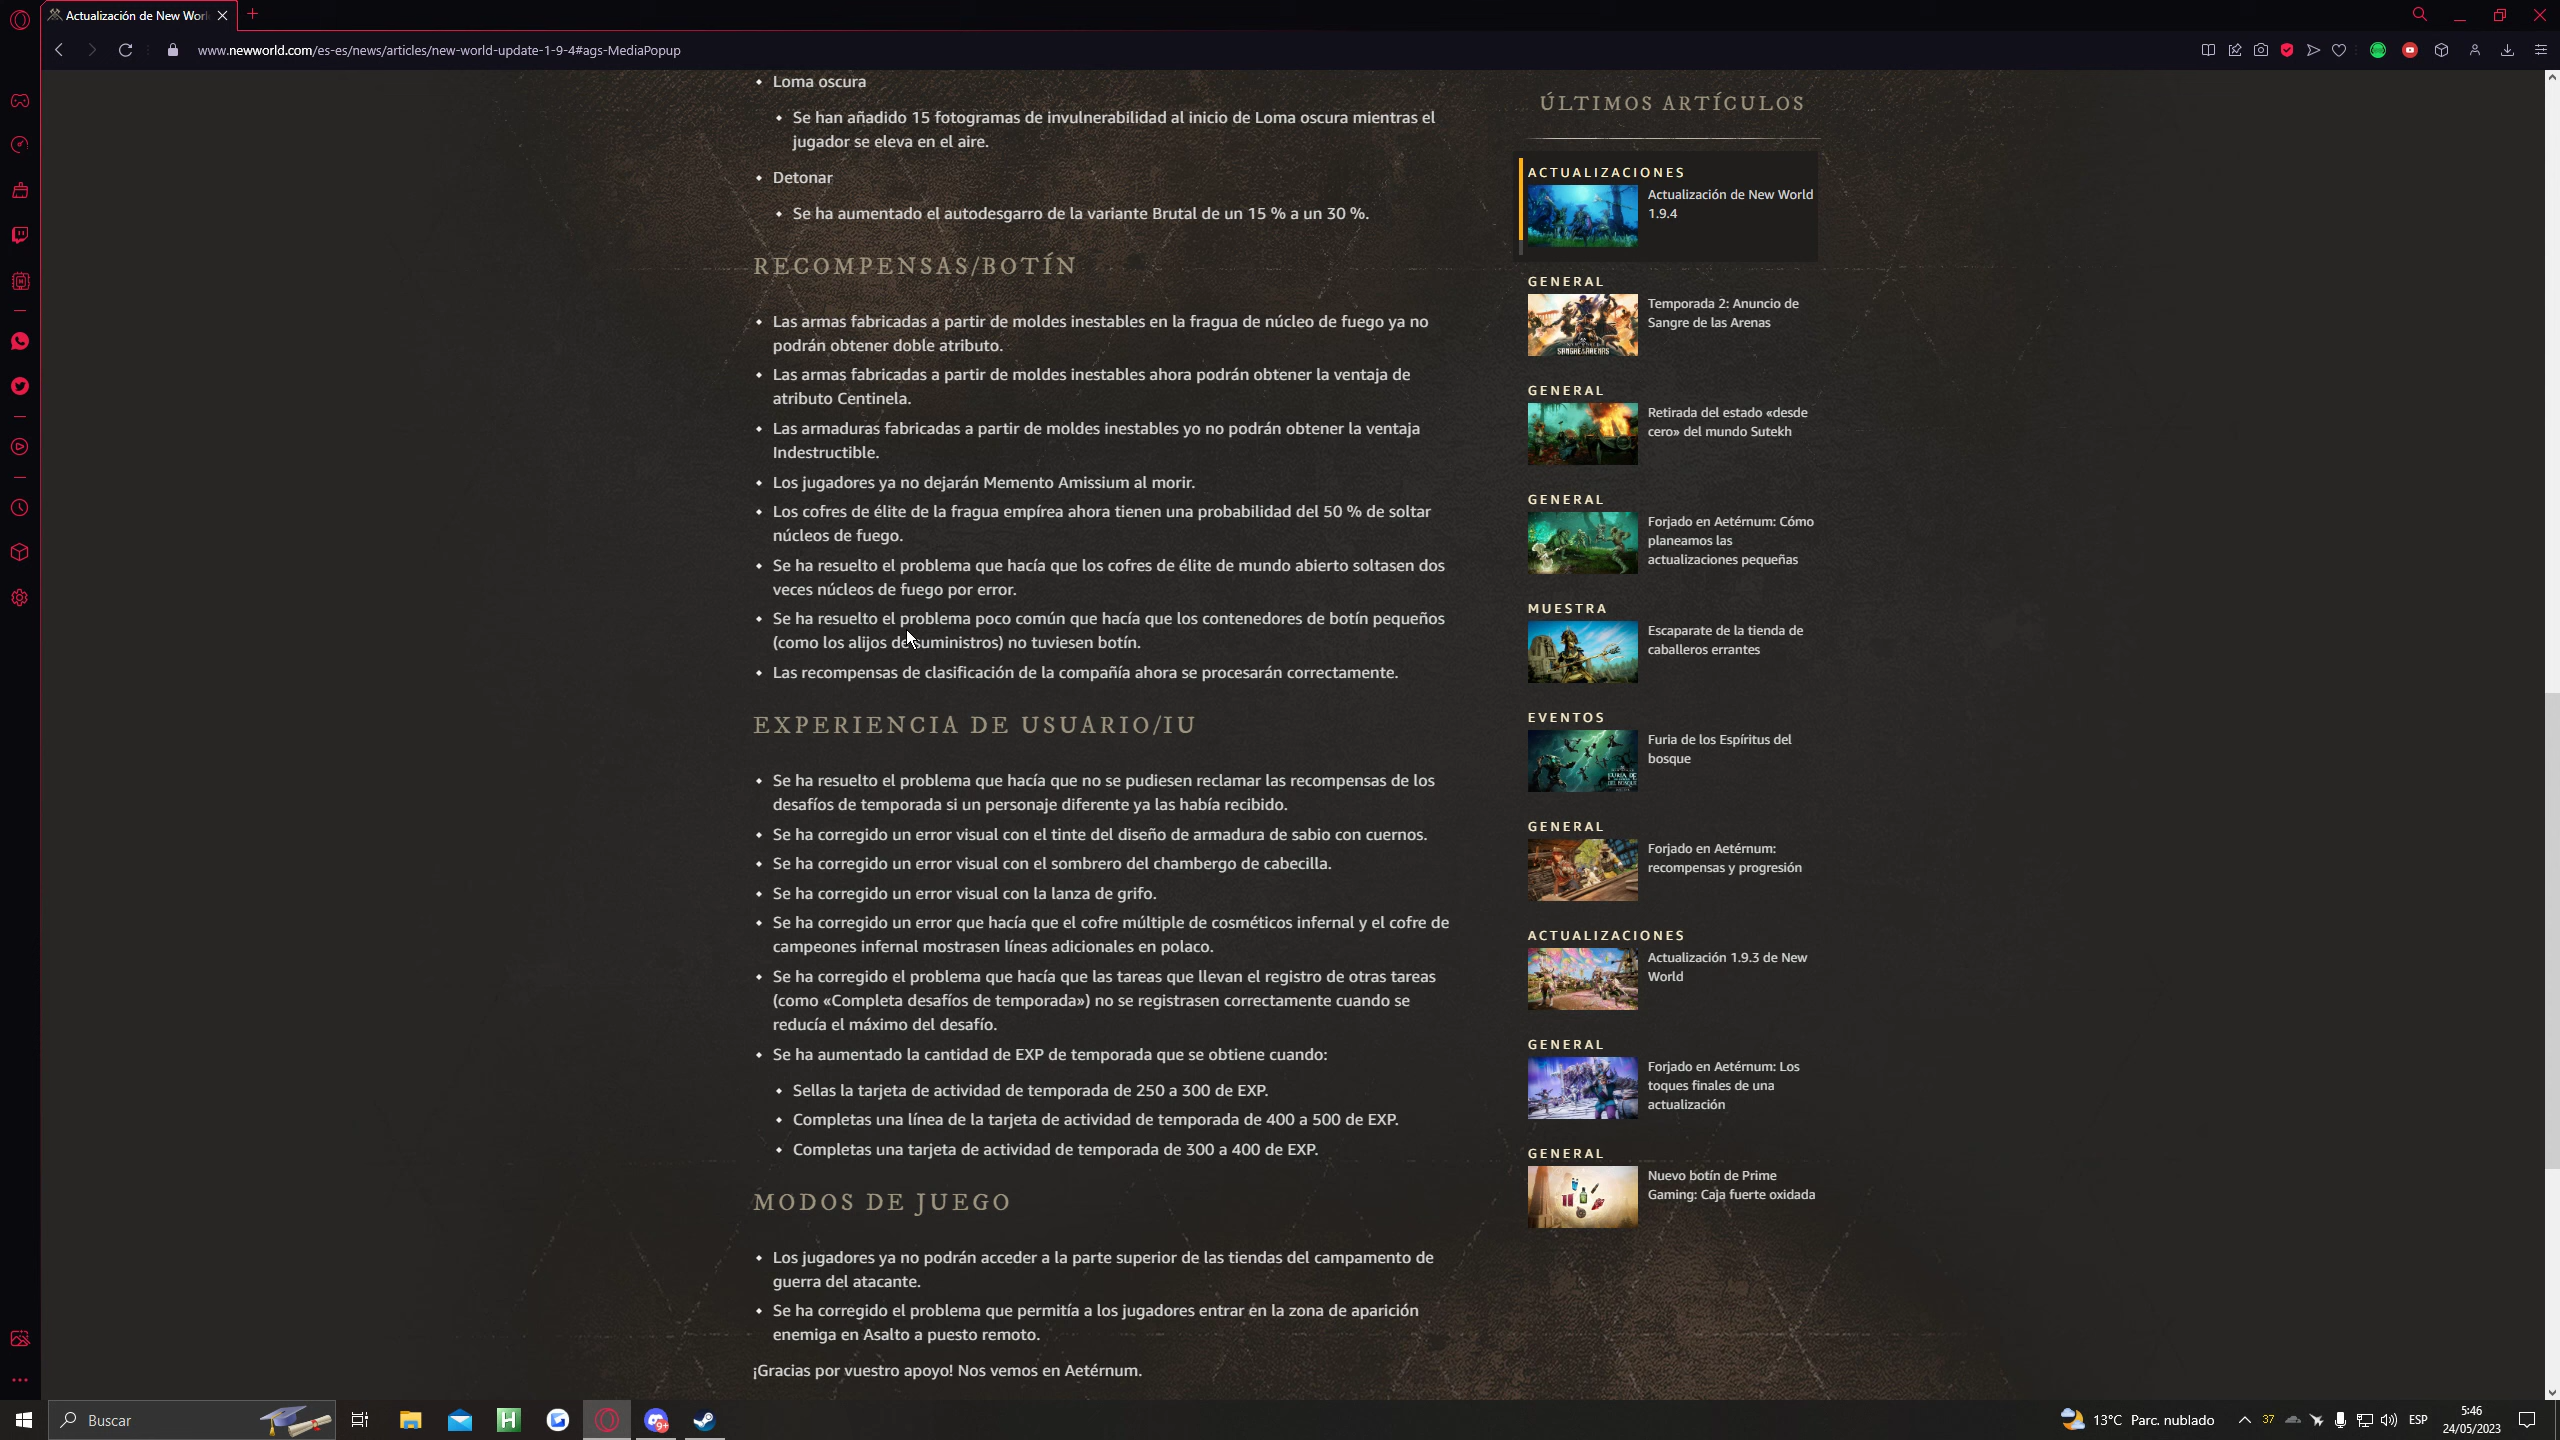 Actualización de New Worl
www.newworld.com/es-es/news/articles/new-world-update-1-9-4#ags-MediaPopup
Loma oscura
Se han añadido 15 fotogramas de invulnerabilidad al inicio de Loma oscura mientras el
jugador se eleva en el aire.
Detonar
Se ha aumentado el autodesgarro de la variante Brutal de un 15 % a un 30 %.
RECOMPENSAS/BOTÍN
Las armas fabricadas a partir de moldes inestables en la fragua de núcleo de fuego ya no
podrán obtener doble atributo.
Las armas fabricadas a partir de moldes inestables ahora podrán obtener la ventaja de
atributo Centinela.
Las armaduras fabricadas a partir de moldes inestables yo no podrán obtener la ventaja
Indestructible.
Los jugadores ya no dejarán Memento Amissium al morir.
Los cofres de élite de la fragua empírea ahora tienen una probabilidad del 50 % de soltar
núcleos de fuego.
Se ha resuelto el problema que hacía que los cofres de élite de mundo abierto soltasen dos
veces núcleos de fuego por error.
Se ha resuelto el problema poco común que hacía que los contenedores de botín pequeños
(como los alijos de suministros) no tuviesen botín.
Las recompensas de clasificación de la compañía ahora se procesarán correctamente.
EXPERIENCIA DE USUARIO/IU
Se ha resuelto el problema que hacía que no se pudiesen reclamar las recompensas de los
desafíos de temporada si un personaje diferente ya las había recibido.
Se ha corregido un error visual con el tinte del diseño de armadura de sabio con cuernos.
Se ha corregido un error visual con el sombrero del chambergo de cabecilla.
Se ha corregido un error visual con la lanza de grifo.
Se ha corregido un error que hacía que el cofre múltiple de cosméticos infernal y el cofre de
campeones infernal mostrasen líneas adicionales en polaco.
Se ha corregido el problema que hacía que las tareas que llevan el registro de otras tareas
(como «Completa desafíos de temporada») no se registrasen correctamente cuando se
reducía el máximo del desafío.
Se ha aumentado la cantidad de EXP de temporada que se obtiene cuando:
Sellas la tarjeta de actividad de temporada de 250 a 300 de EXP.
Completas una línea de la tarjeta de actividad de temporada de 400 a 500 de EXP.
Completas una tarjeta de actividad de temporada de 300 a 400 de EXP.
MODOS DE JUEGO
Los jugadores ya no podrán acceder a la parte superior de las tiendas del campamento de
guerra del atacante.
Se ha corregido el problema que permitía a los jugadores entrar en la zona de aparición
enemiga en Asalto a puesto remoto.
¡Gracias por vuestro apoyo! Nos vemos en Aetérnum.
ÚLTIMOS ARTÍCULOS
ACTUALIZACIONES
Actualización de New World
1.9.4
GENERAL
Temporada 2: Anuncio de
Sangre de las Arenas
GENERAL
Retirada del estado «desde
cero» del mundo Sutekh
GENERAL
Forjado en Aetérnum: Cómo
planeamos las
actualizaciones pequeñas
MUESTRA
Escaparate de la tienda de
caballeros errantes
EVENTOS
Furia de los Espíritus del
bosque
GENERAL
Forjado en Aetérnum:
recompensas y progresión
ACTUALIZACIONES
Actualización 1.9.3 de New
World
GENERAL
Forjado en Aetérnum: Los
toques finales de una
actualización
GENERAL
Nuevo botín de Prime
Gaming: Caja fuerte oxidada
Buscar
9+
13°C Parc. nublado
37
ESP
5:46
24/05/2023